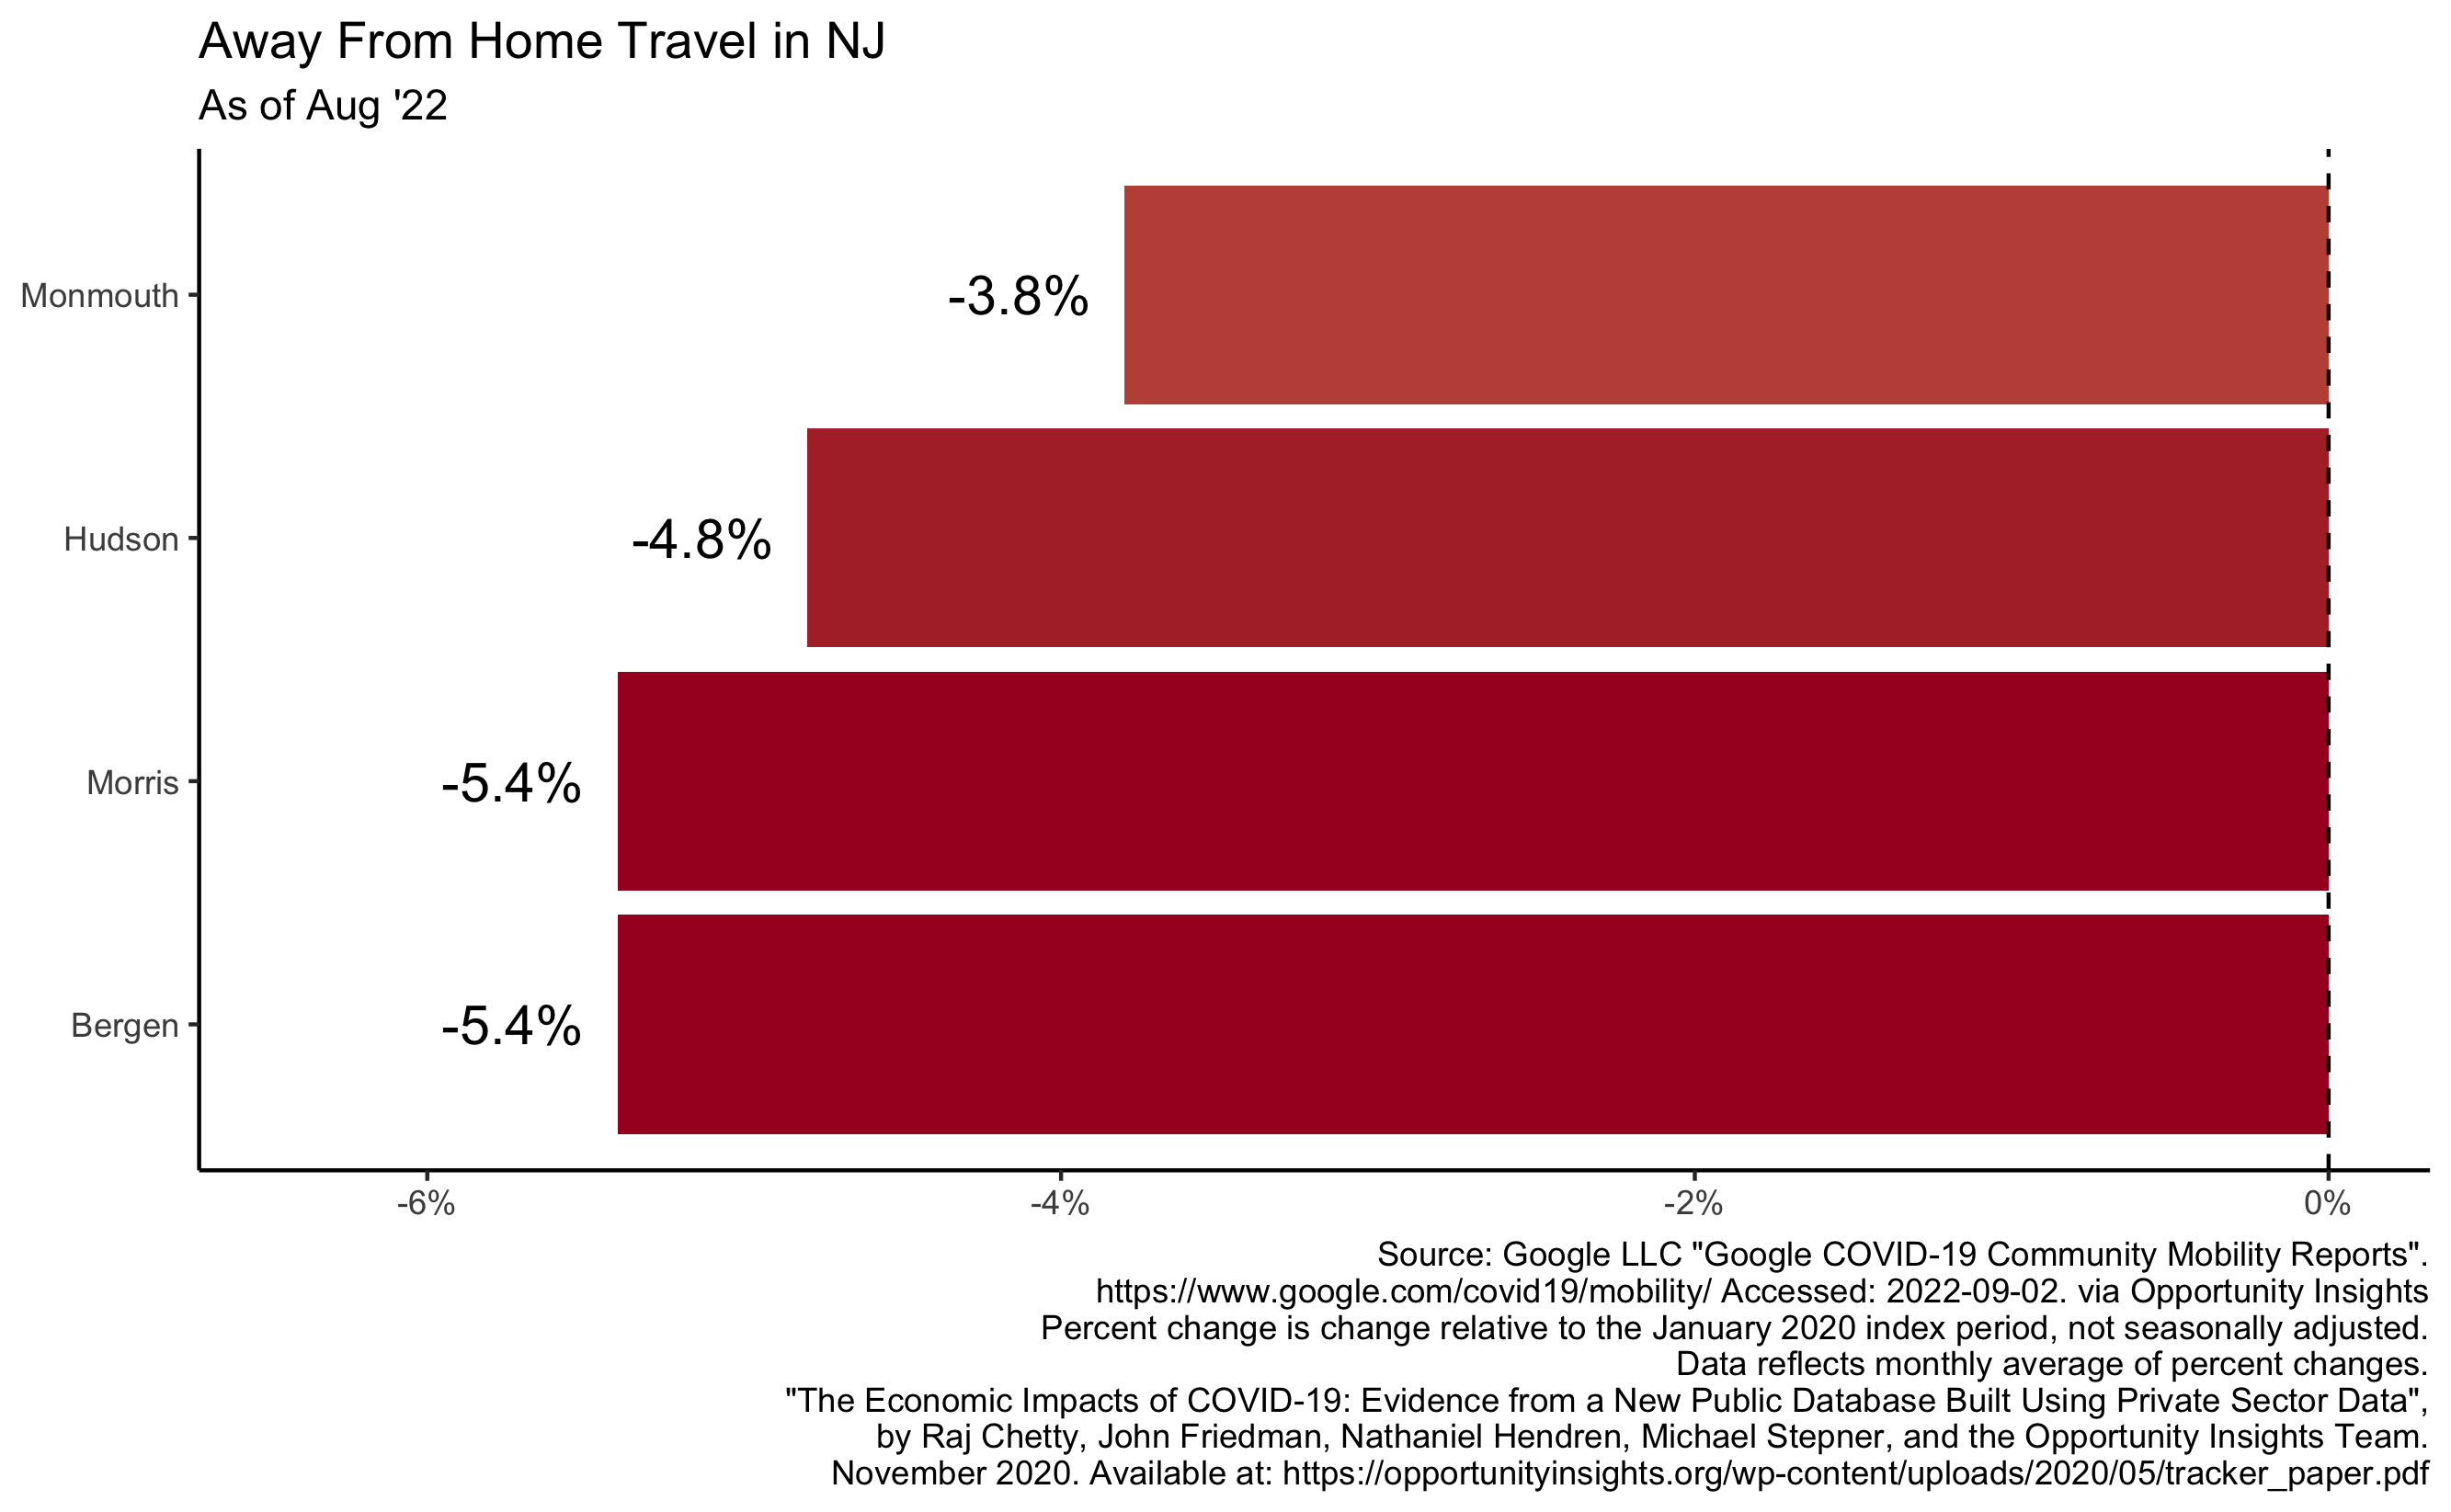 Away From Home Travel in NJ
As of Aug '22
Monmouth
-3.8%
Hudson
-4.8%
Morris
-5.4%
Bergen
-5.4%
-6%
-4%
-2%
0%
Source: Google LLC "Google COVID-19 Community Mobility Reports".
https://www.google.com/covid19/mobility/ Accessed: 2022-09-02. via Opportunity Insights
Percent change is change relative to the January 2020 index period, not seasonally adjusted.
Data reflects monthly average of percent changes.
"The Economic Impacts of COVID-19: Evidence from a New Public Database Built Using Private Sector Data",
by Raj Chetty, John Friedman, Nathaniel Hendren, Michael Stepner, and the Opportunity Insights Team.
November 2020. Available at: https://opportunityinsights.org/wp-content/uploads/2020/05/tracker_paper.pdf